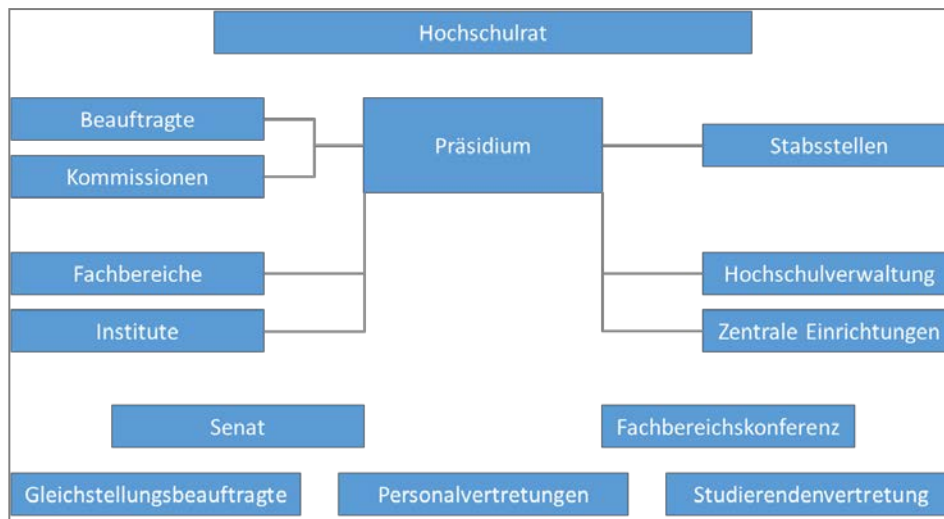 Hochschulrat
Beauftragte
Präsidium
Stabsstellen
Kommissionen
Fachbereiche
Hochschulverwaltung
Institute
Zentrale Einrichtungen
Senat
Fachbereichskonferenz
Gleichstellungsbeauftragte
Personalvertretungen
Studierendenvertretung